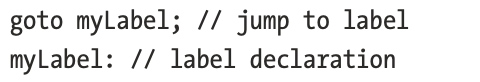 goto myLabel; // jump to label
myLabel: // label declaration